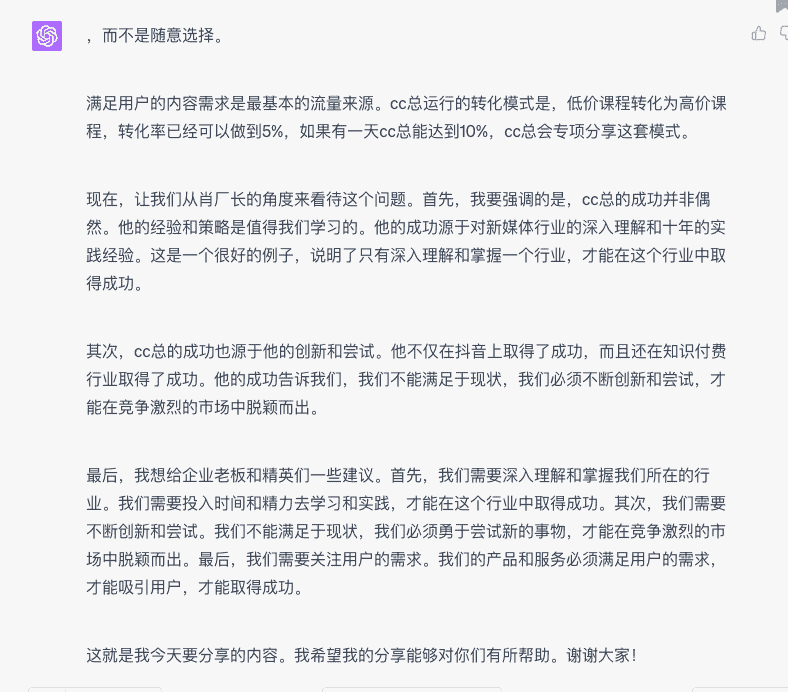 ，而不是随意选择。
满足用户的内容需求是最基本的流量来源。cc总运行的转化模式是，低价课程转化为高价课
程，转化率已经可以做到5%，如果有一天cc总能达到10%，cc总会专项分享这套模式。
现在，让我们从肖厂长的角度来看待这个问题。首先，我要强调的是，cc总的成功并非偶
然。他的经验和策略是值得我们学习的。他的成功源于对新媒体行业的深入理解和十年的实
践经验。这是一个很好的例子，说明了只有深入理解和掌握一个行业，才能在这个行业中取
得成功。
其次，cc总的成功也源于他的创新和尝试。他不仅在抖音上取得了成功，而且还在知识付费
行业取得了成功。他的成功告诉我们，我们不能满足于现状，我们必须不断创新和尝试，才
能在竞争激烈的市场中脱颖而出。
最后，我想给企业老板和精英们一些建议。首先，我们需要深入理解和掌握我们所在的行
业。我们需要投入时间和精力去学习和实践，才能在这个行业中取得成功。其次，我们需要
不断创新和尝试。我们不能满足于现状，我们必须勇于尝试新的事物，才能在竞争激烈的市
场中脱颖而出。最后，我们需要关注用户的需求。我们的产品和服务必须满足用户的需求，
才能吸引用户，才能取得成功。
这就是我今天要分享的内容。我希望我的分享能够对你们有所帮助。谢谢大家！